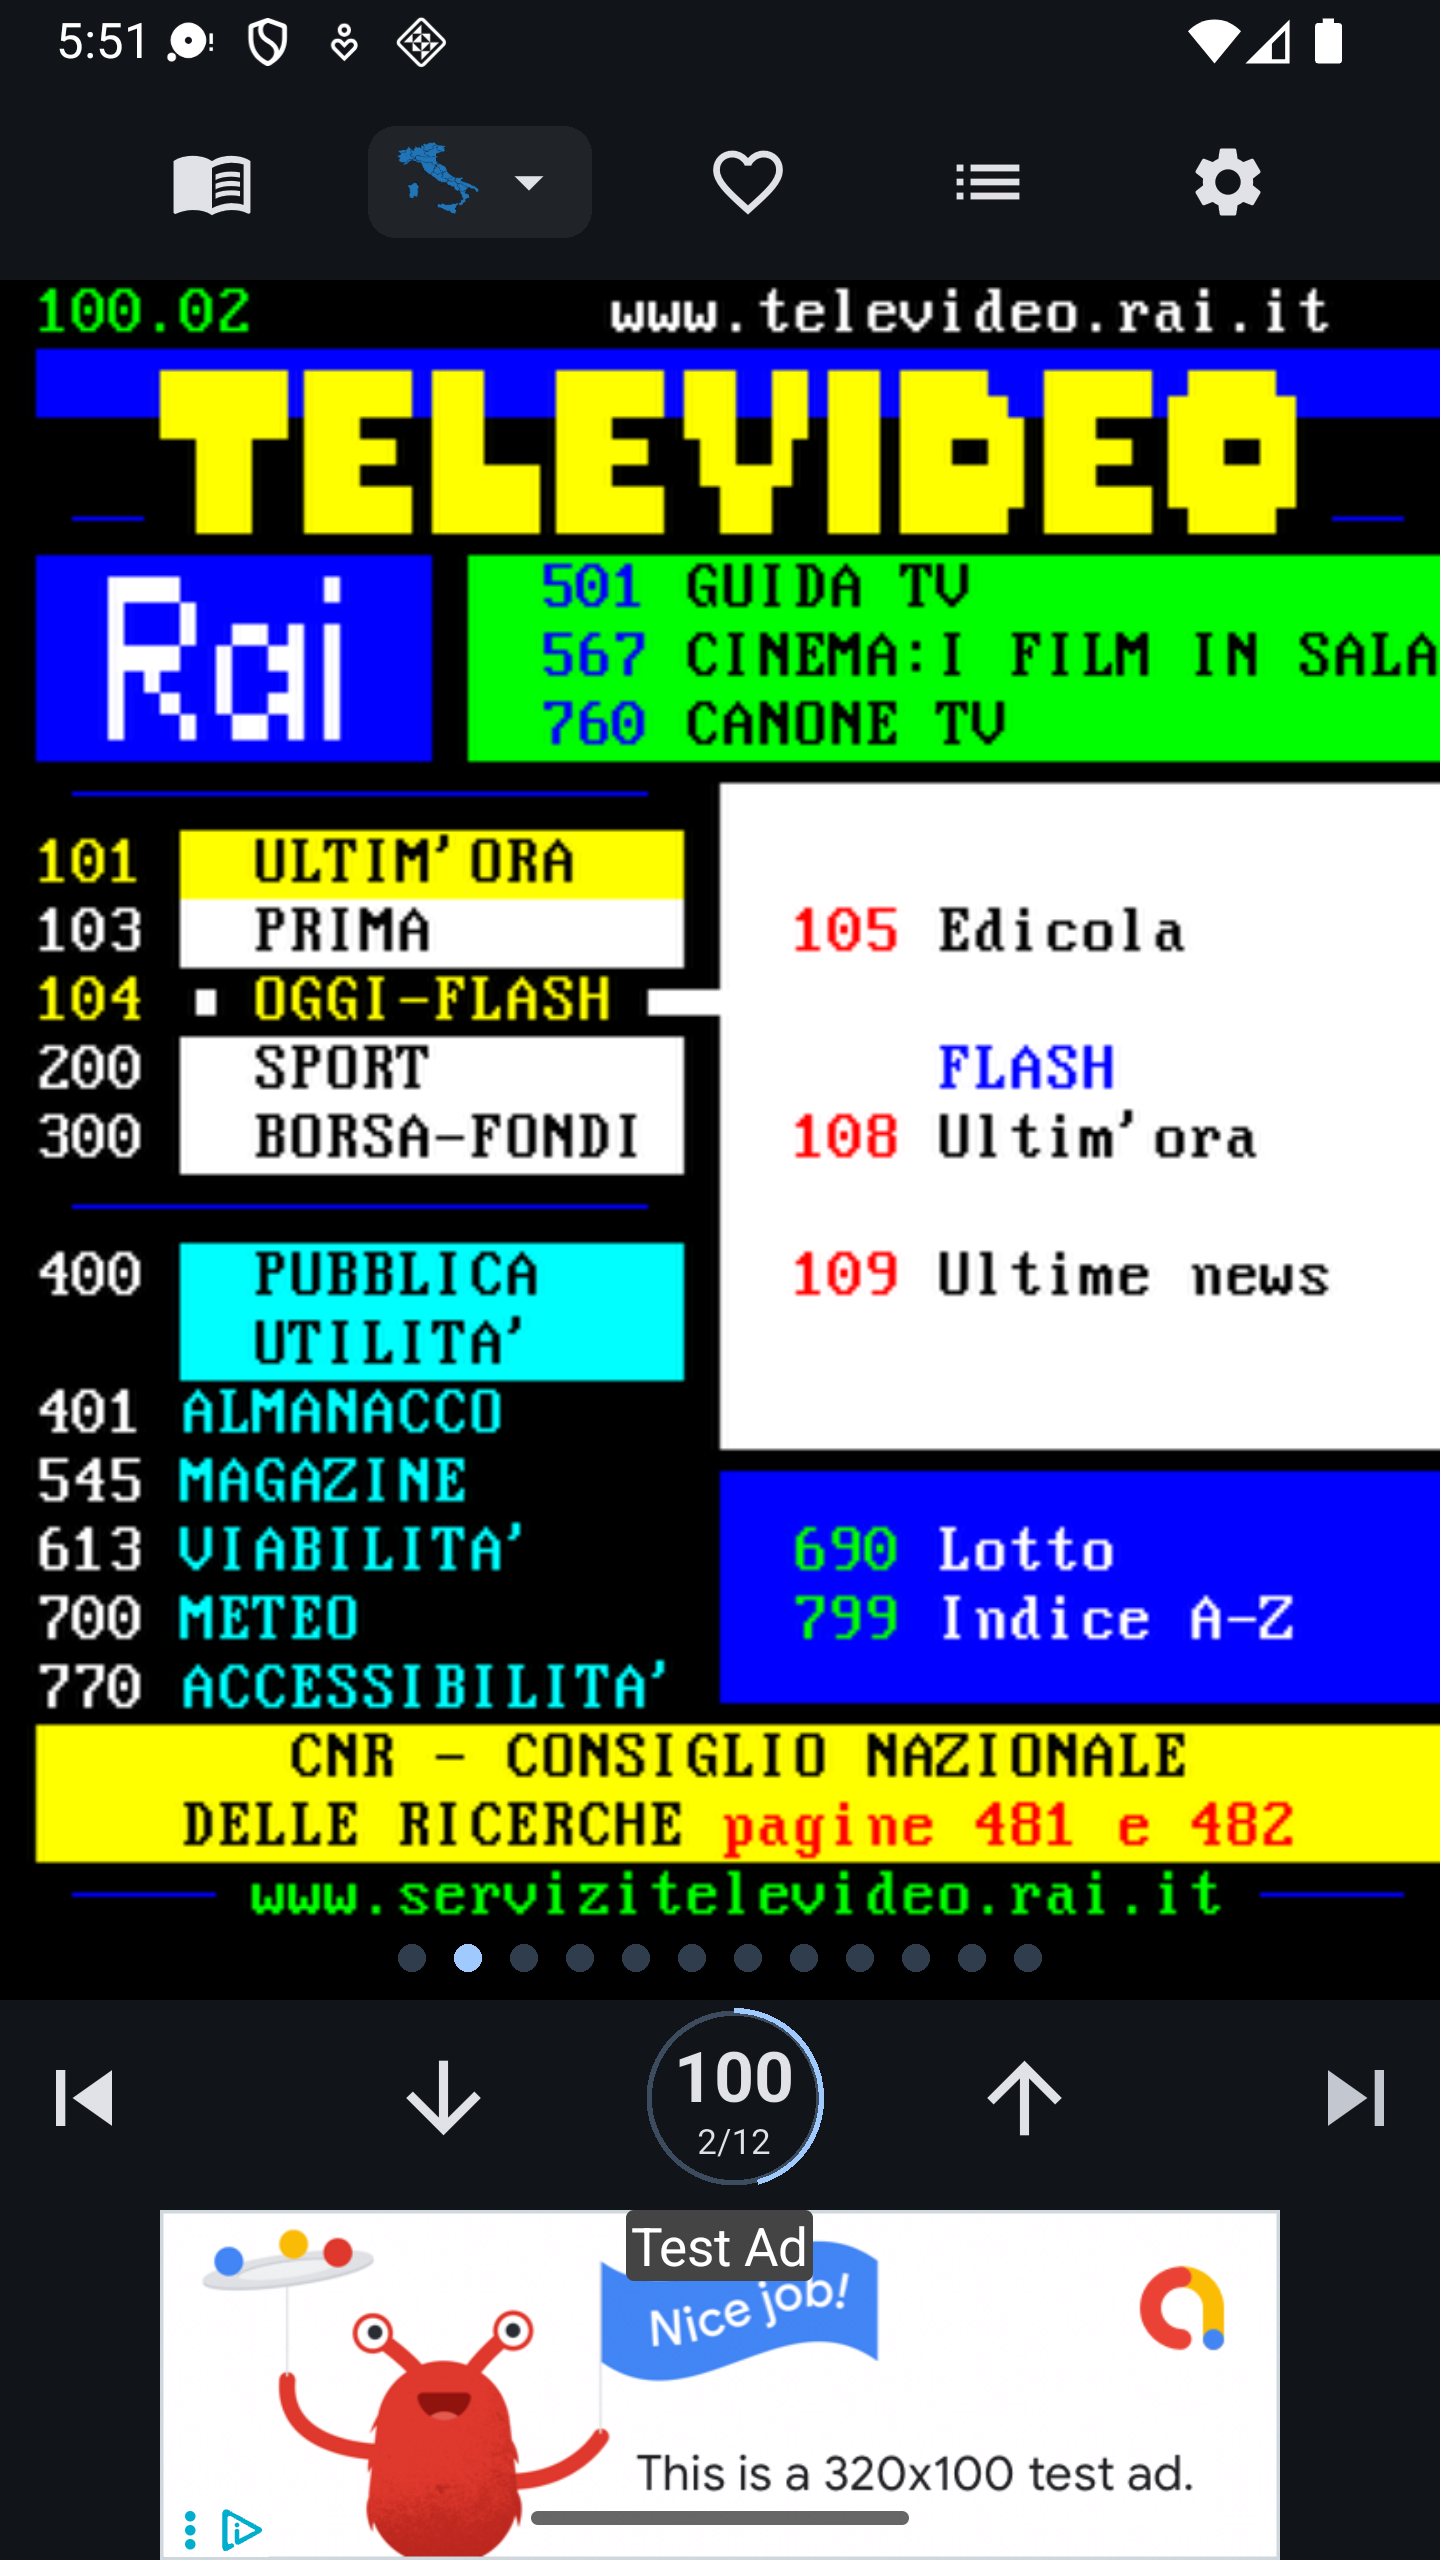 5:51
100.02 www.televideo.rai.it
TELEVIDEO
Rai
501 GUIDA TV
567 CINEMA:I FILM IN SALA
760 CANONE TV
101 ULTIM'ORA
103 PRIMA
104 OGGI-FLASH
200 SPORT
300 BORSA-FONDI
105 Edicola
FLASH
108 Ultim'ora
109 Ultime news
400 PUBBLICA
UTILITA'
401 ALMANACCO
545 MAGAZINE
613 VIABILITA'
700 METEO
770 ACCESSIBILITA'
690 Lotto
799 Indice A-Z
CNR - CONSIGLIO NAZIONALE
DELLE RICERCHE pagine 481 e 482
www.servizitelevideo.rai.it
100
2/12
Test Ad
Nice job!
This is a 320x100 test ad.